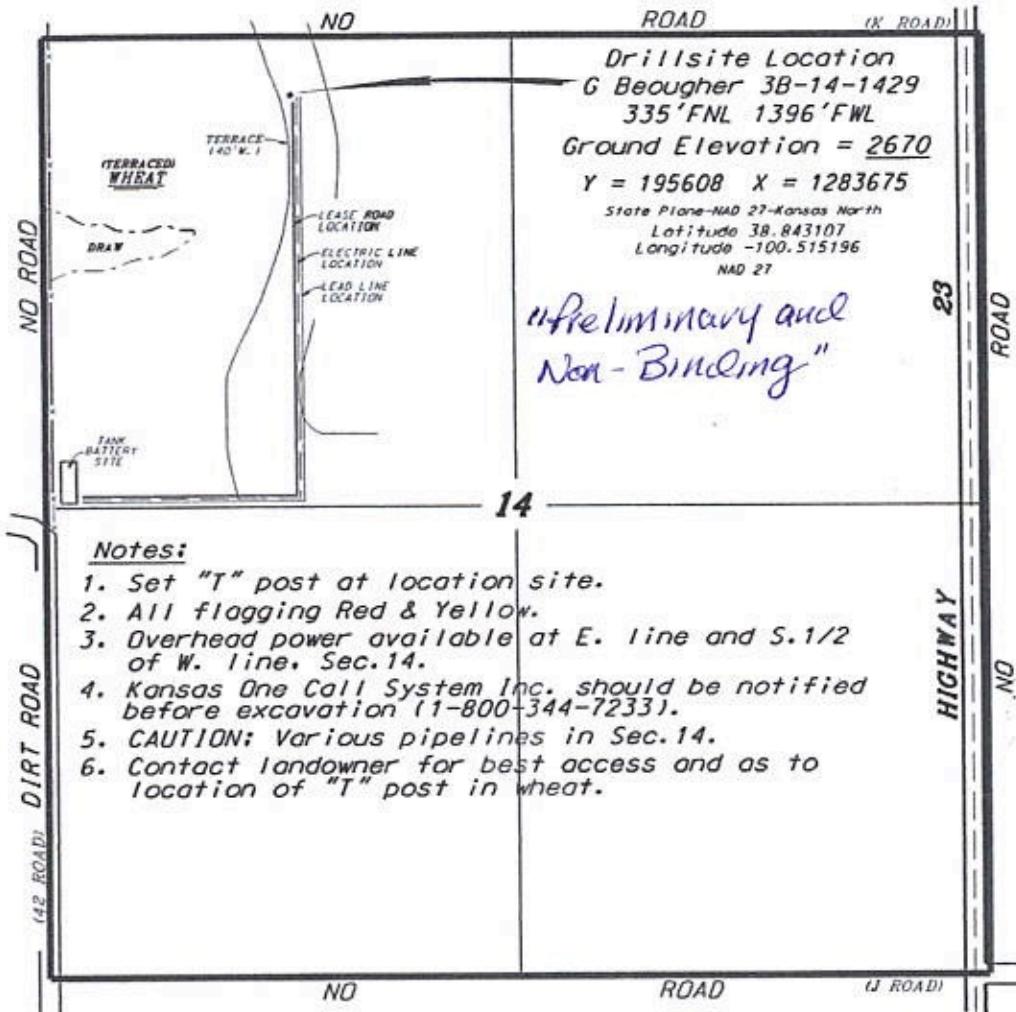 NO ROAD (K ROAD)
Drillsite Location
G Beougher 3B-14-1429
335'FNL 1396'FWL
Ground Elevation = 2670
Y = 195608 X = 1283675
State Plane-NAD 27-Kansas North
Latitude 38.843107
Longitude -100.515196
NAD 27
"Preliminary and
Non-Binding"
TERRACE
(40'W.)
(TERRACED)
WHEAT
DRAW
LEASE ROAD
LOCATION
ELECTRIC LINE
LOCATION
LEAD LINE
LOCATION
TANK
BATTERY
SITE
NO ROAD
14
Notes:
1. Set "T" post at location site.
2. All flagging Red & Yellow.
3. Overhead power available at E. line and S.1/2
of W. line. Sec.14.
4. Kansas One Call System Inc. should be notified
before excavation (1-800-344-7233).
5. CAUTION: Various pipelines in Sec.14.
6. Contact landowner for best access and as to
location of "T" post in wheat.
(42 ROAD) DIRT ROAD
HIGHWAY 23
NO ROAD
NO ROAD (J ROAD)